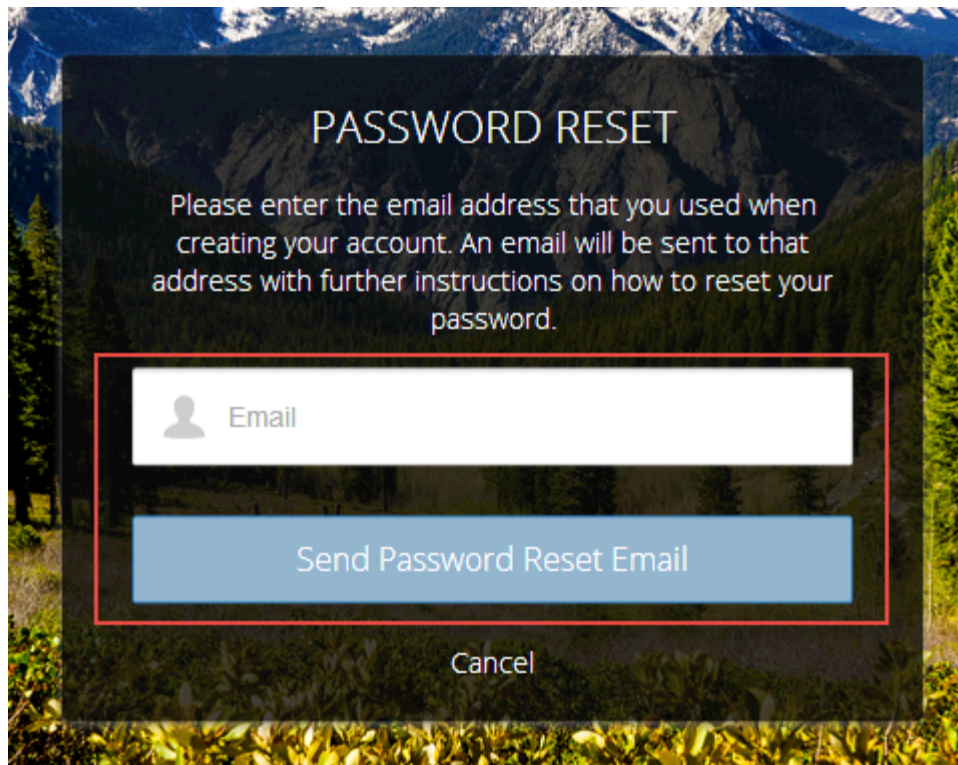 PASSWORD RESET
Please enter the email address that you used when
creating your account. An email will be sent to that
address with further instructions on how to reset your
password.
Email
Send Password Reset Email
Cancel